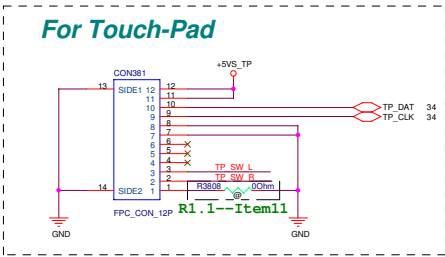 For Touch-Pad
+5VS_TP
CON381
13 SIDE1 12 12
11 11
10 10 TP_DAT 34
9 9 TP_CLK 34
8 8
7 7
6 6
5 5
4 4
3 3 TP_SW_L
2 2 TP_SW_R
14 SIDE2 1 1 R3808 0Ohm
@
FPC_CON_12P
R1.1--Item11
GND GND